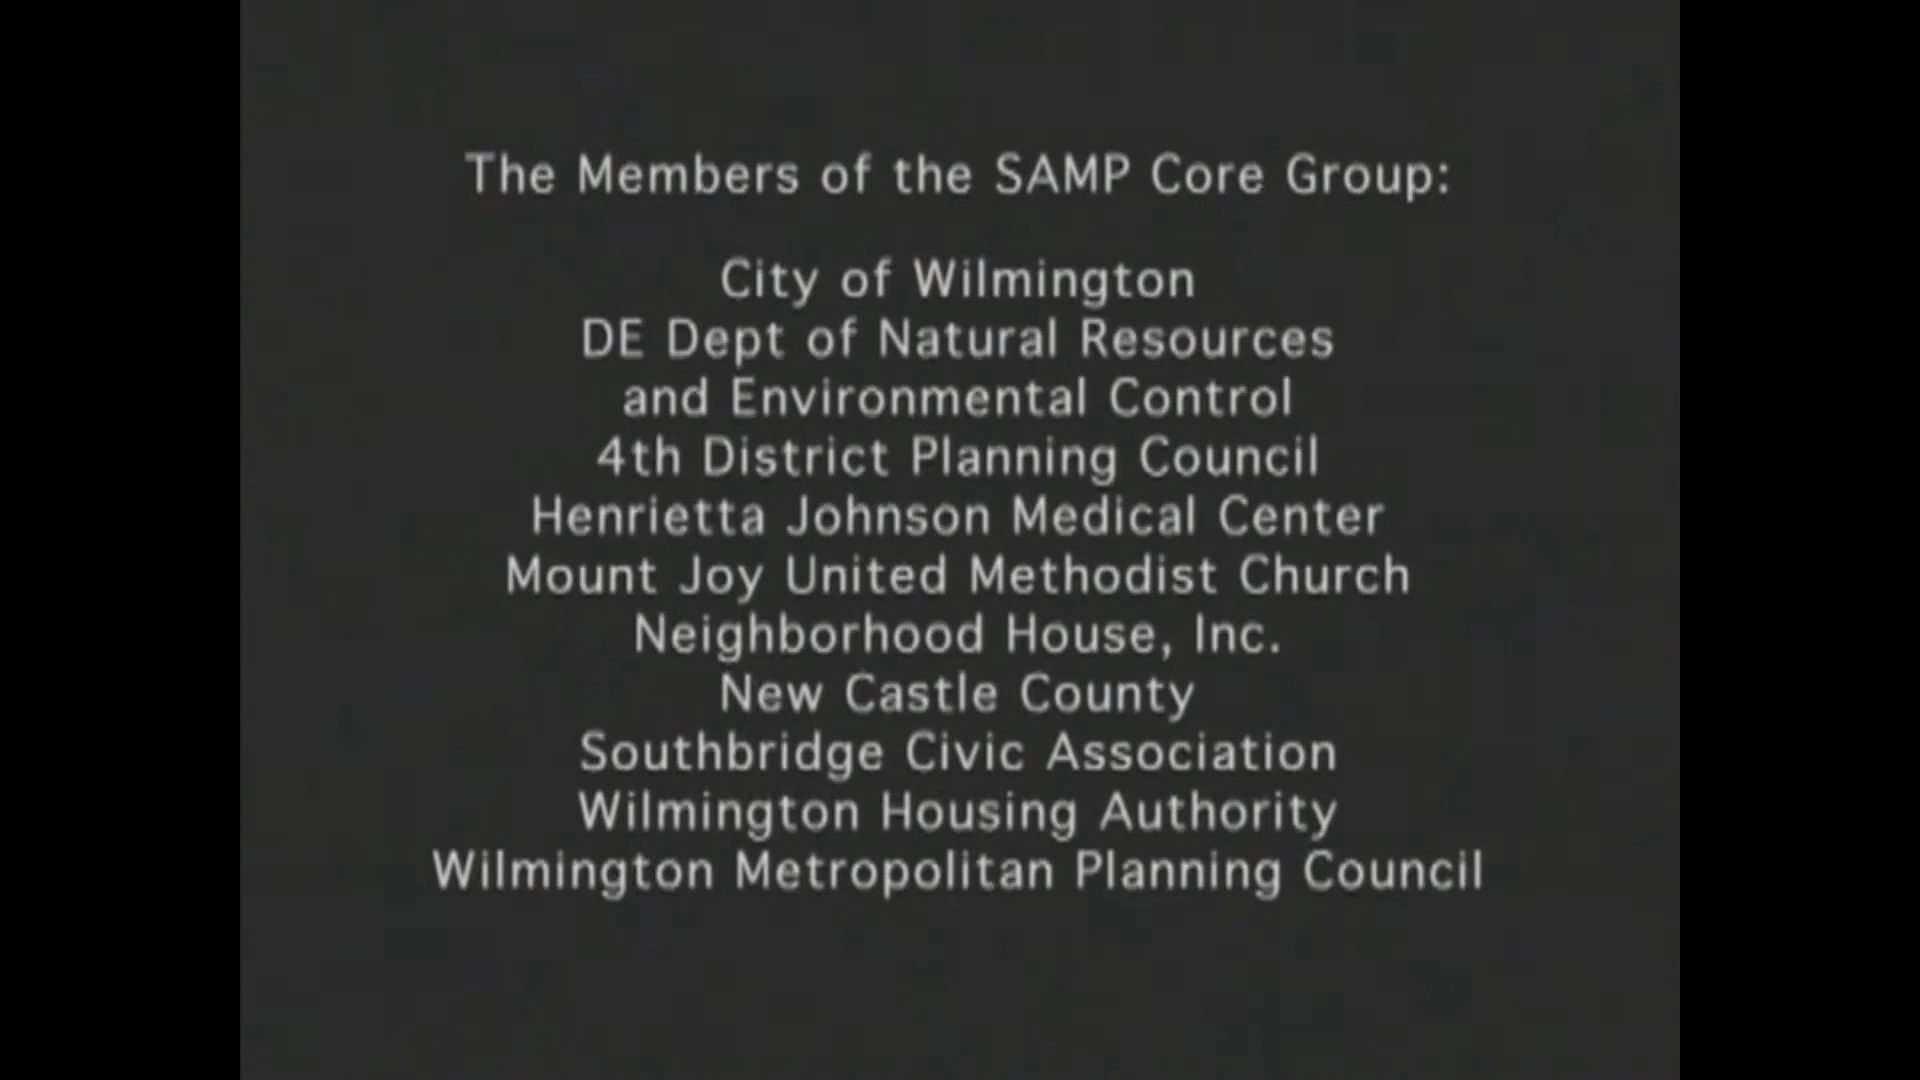 The Members of the SAMP Core Group:
City of Wilmington
DE Dept of Natural Resources
and Environmental Control
4th District Planning Council
Henrietta Johnson Medical Center
Mount Joy United Methodist Church
Neighborhood House, Inc.
New Castle County
Southbridge Civic Association
Wilmington Housing Authority
Wilmington Metropolitan Planning Council